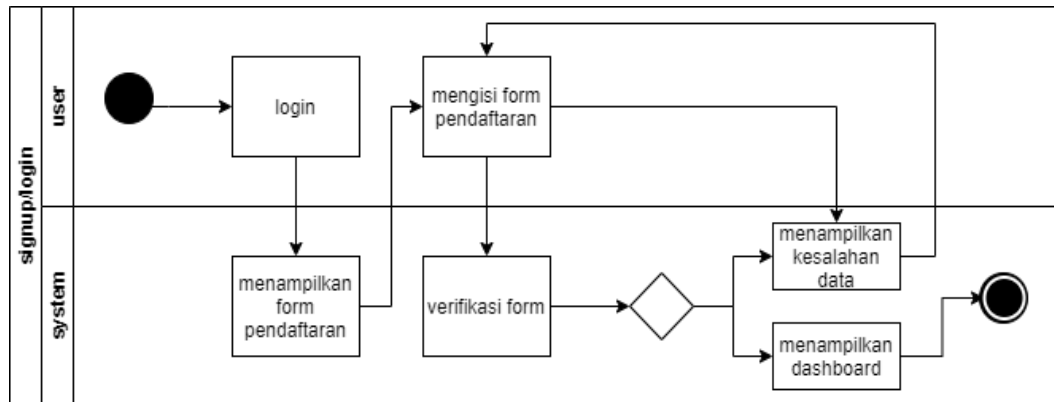 signup/login
user
system
login
mengisi form
pendaftaran
menampilkan
form
pendaftaran
verifikasi form
menampilkan
kesalahan
data
menampilkan
dashboard